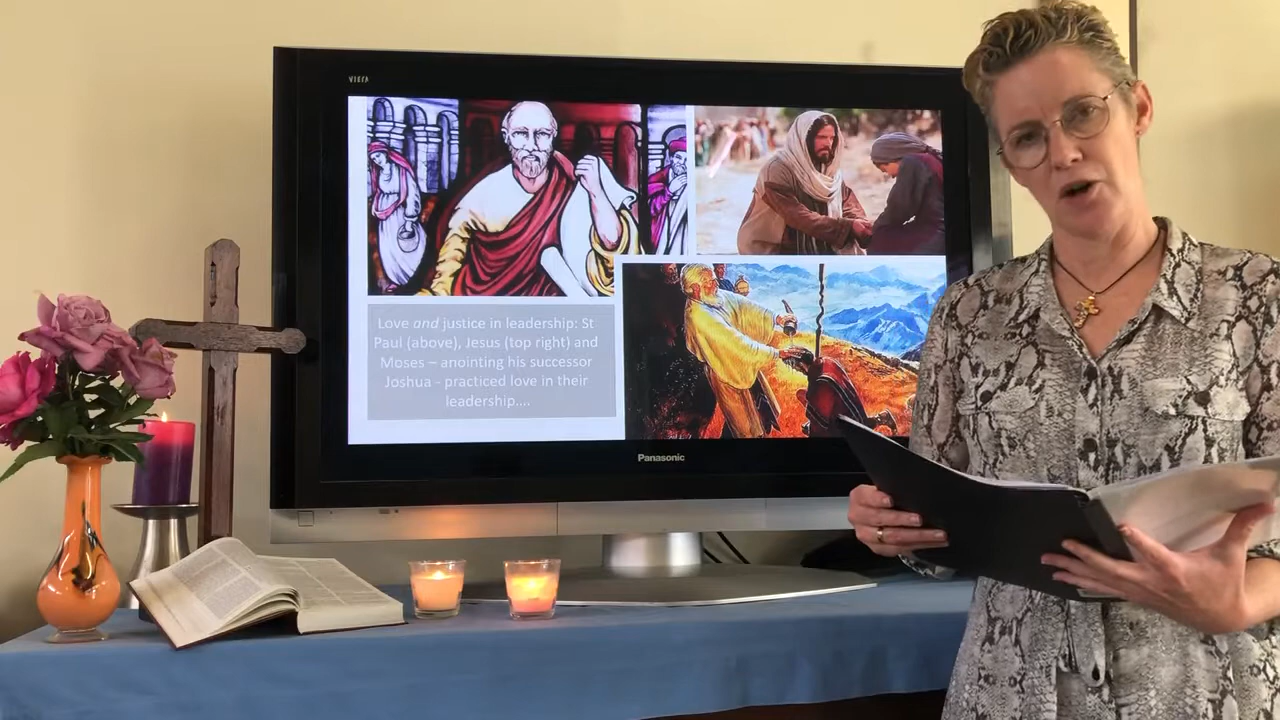 VIERA
Love and justice in leadership: St
Paul (above), Jesus (top right) and
Moses – anointing his successor
Joshua - practiced love in their
leadership....
Panasonic